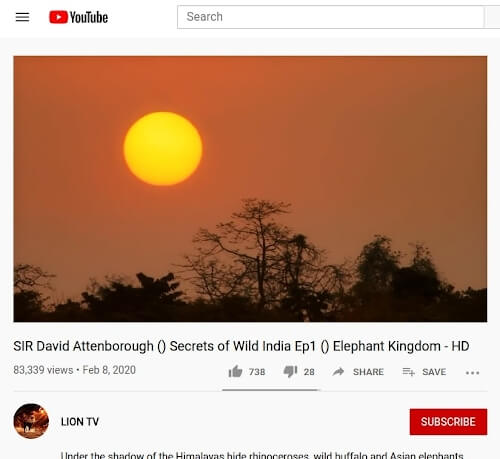 YouTube
Search
SIR David Attenborough () Secrets of Wild India Ep1 () Elephant Kingdom - HD
83,339 views • Feb 8, 2020 738 28 SHARE SAVE
LION TV SUBSCRIBE
Under the shadow of the Himalayas hide rhinoceroses, wild buffalo and Asian elephants